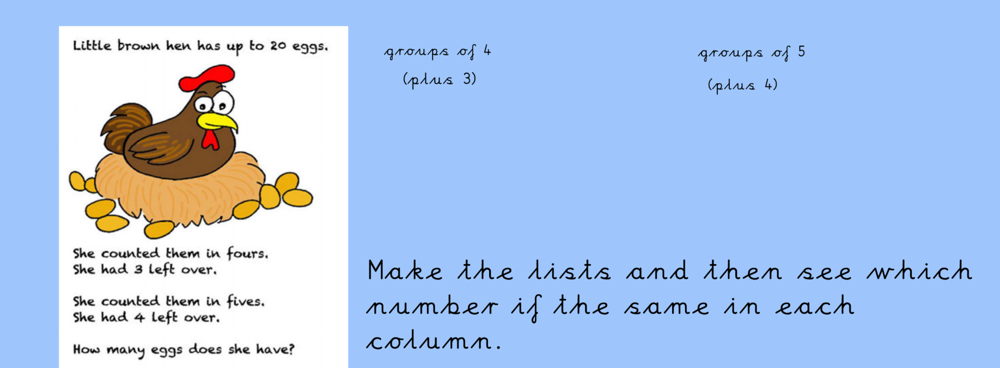 Little brown hen has up to 20 eggs.
She counted them in fours.
She had 3 left over.
She counted them in fives.
She had 4 left over.
How many eggs does she have?
groups of 4
(plus 3)
groups of 5
(plus 4)
Make the lists and then see which
number if the same in each
column.